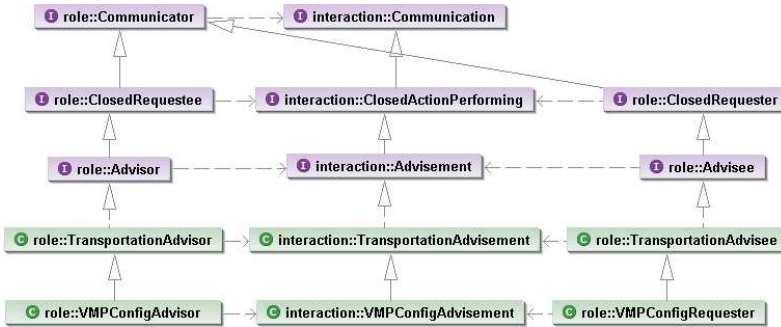 I role::Communicator
I interaction::Communication
I role::ClosedRequestee
I interaction::ClosedActionPerforming
I role::ClosedRequester
I role::Advisor
I interaction::Advisement
I role::Advisee
C role::TransportationAdvisor
C interaction::TransportationAdvisement
C role::TransportationAdvisee
C role::VMPConfigAdvisor
C interaction::VMPConfigAdvisement
C role::VMPConfigRequester